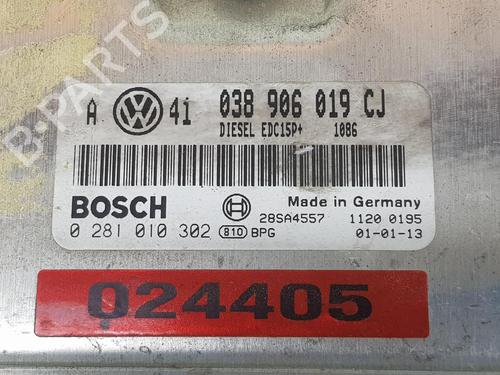 B-PARTS
A 4i 038 906 019 CJ
DIESEL EDC15P+ 1086
BOSCH
Made in Germany
28SA4557 1120 0195
0 281 010 302 810 BPG 01-01-13
024405